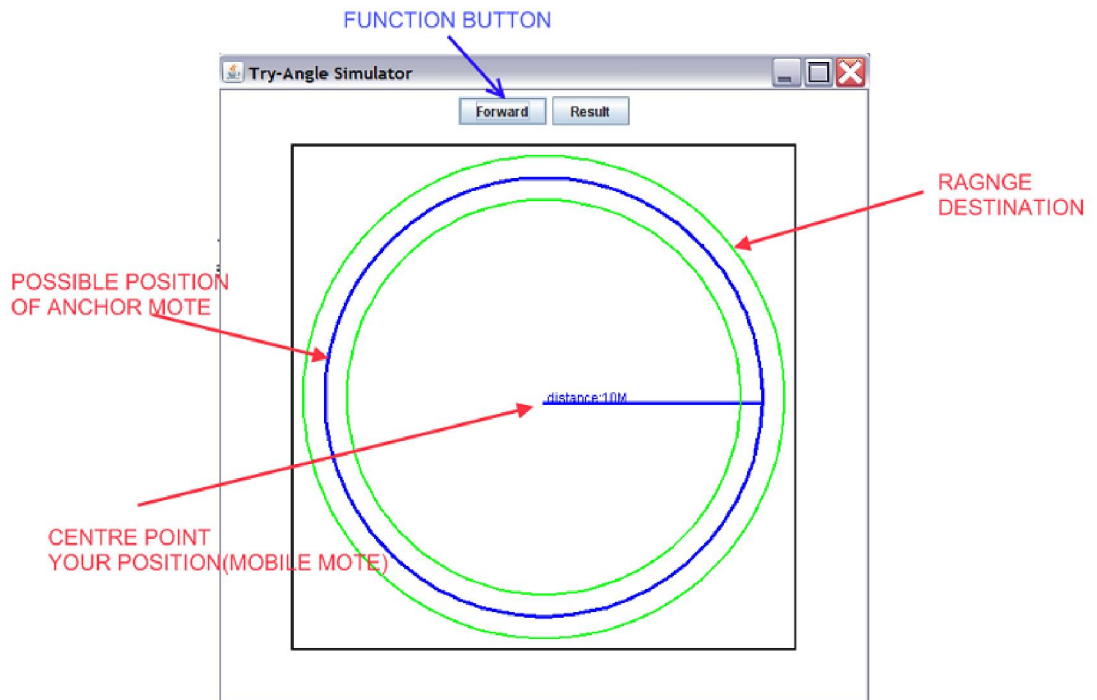 FUNCTION BUTTON
Try-Angle Simulator
Forward
Result
RAGNGE
DESTINATION
POSSIBLE POSITION
OF ANCHOR MOTE
distance:10M
CENTRE POINT
YOUR POSITION(MOBILE MOTE)